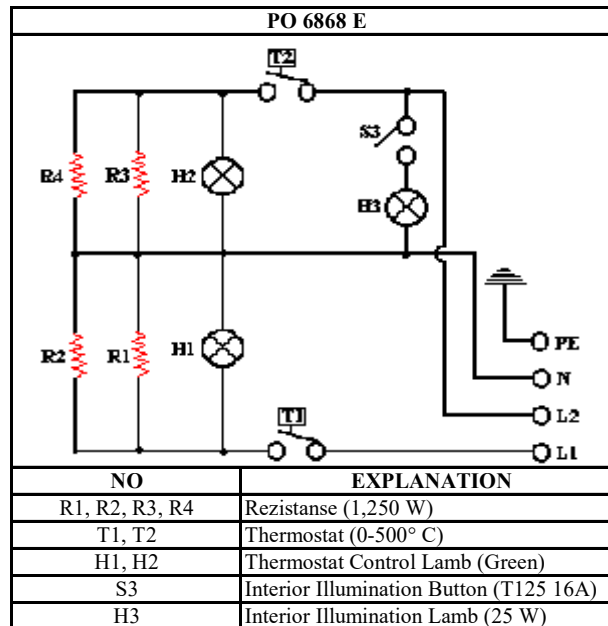 PO 6868 E
T2
S3
R4 R3 H2 H3
R2 R1 H1
PE
N
L2
T1
L1
NO EXPLANATION
R1, R2, R3, R4 Rezistanse (1,250 W)
T1, T2 Thermostat (0-500° C)
H1, H2 Thermostat Control Lamb (Green)
S3 Interior Illumination Button (T125 16A)
H3 Interior Illumination Lamb (25 W)